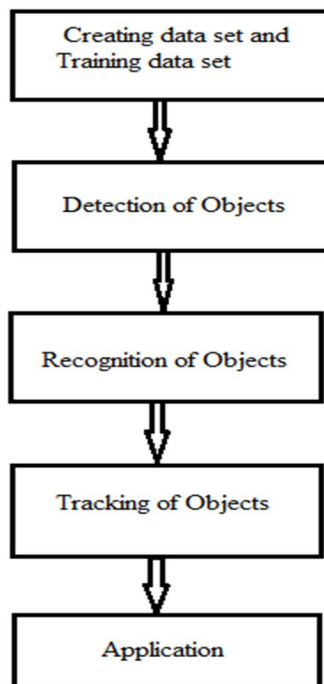 Creating data set and
Training data set
Detection of Objects
Recognition of Objects
Tracking of Objects
Application